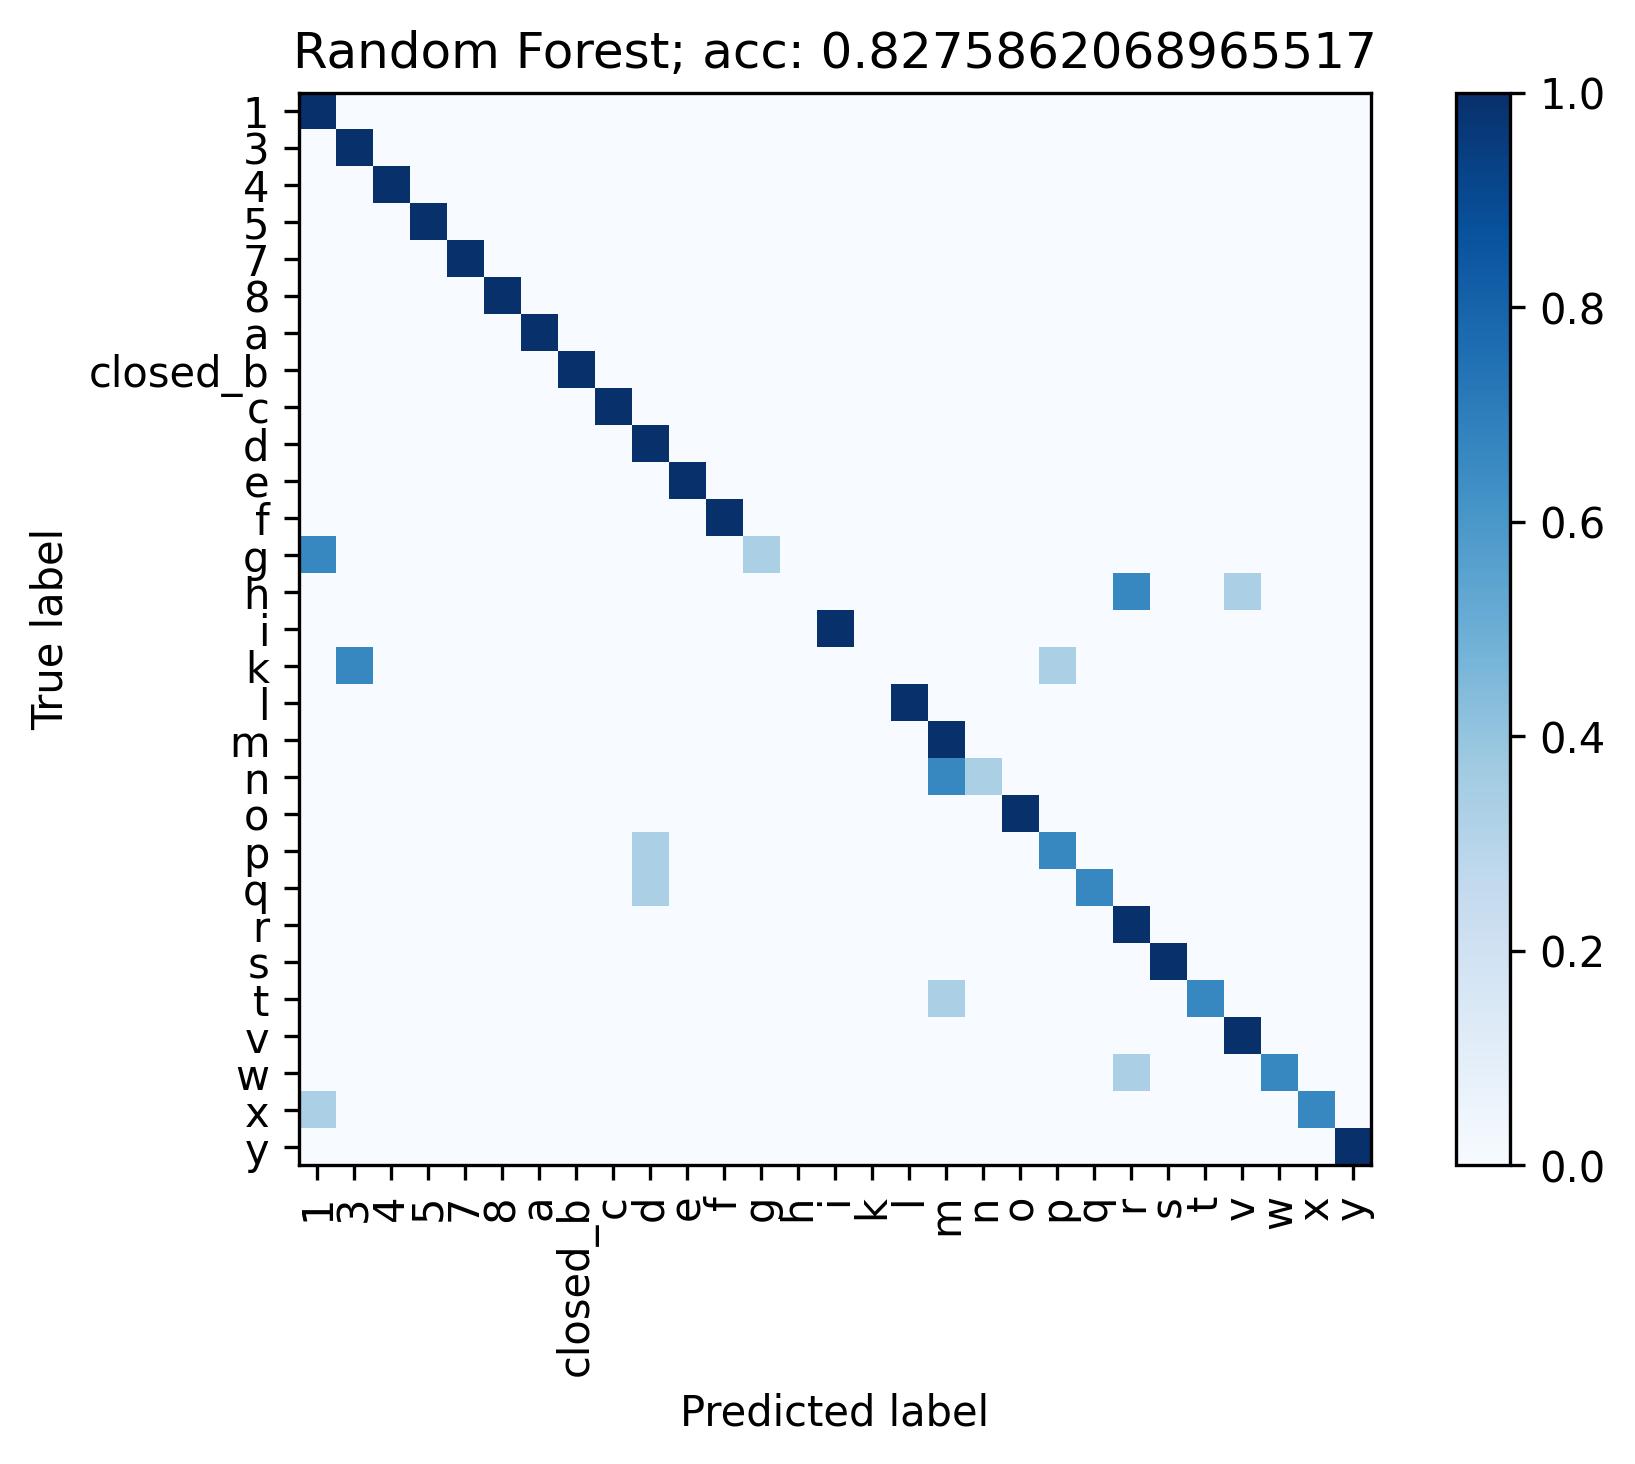 Random Forest; acc: 0.8275862068965517
True label
1
3
4
5
7
8
a
closed_b
c
d
e
f
g
h
i
k
l
m
n
o
p
q
r
s
t
v
w
x
y
1
3
4
5
7
8
a
closed_b
c
d
e
f
g
h
i
k
l
m
n
o
p
q
r
s
t
v
w
x
y
Predicted label
1.0
0.8
0.6
0.4
0.2
0.0